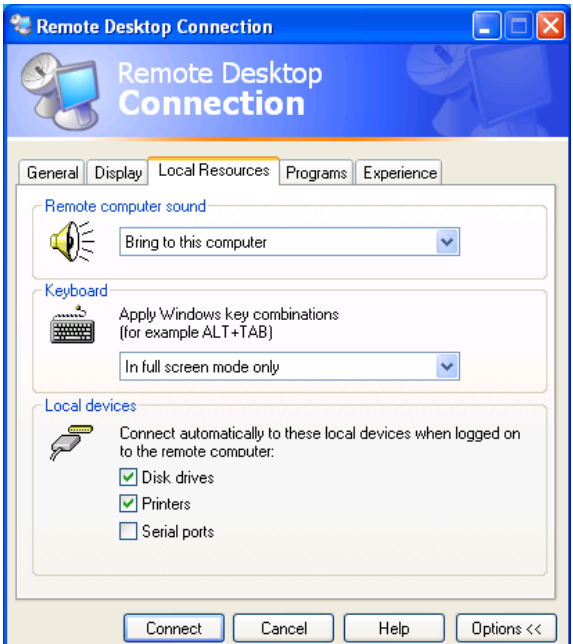 Remote Desktop Connection
Remote Desktop
Connection
General Display Local Resources Programs Experience
Remote computer sound
Bring to this computer
Keyboard
Apply Windows key combinations
(for example ALT+TAB)
In full screen mode only
Local devices
Connect automatically to these local devices when logged on
to the remote computer:
Disk drives
Printers
Serial ports
Connect Cancel Help Options <<